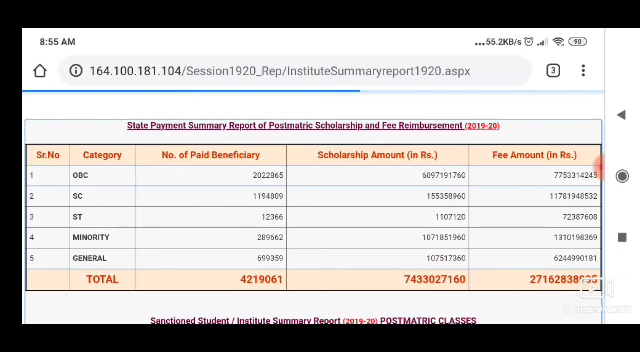 8:55 AM ...55.2KB/s 90
164.100.181.104/Session1920_Rep/InstituteSummaryreport1920.aspx 3
State Payment Summary Report of Postmatric Scholarship and Fee Reimbursement (2019-20)
Sr.No Category No. of Paid Beneficiary Scholarship Amount (in Rs.) Fee Amount (in Rs.)
1 OBC 2022865 6097191760 7753314245
2 SC 1194809 155358960 11781948532
3 ST 12366 1107120 72387608
4 MINORITY 289662 1071851960 1310198369
5 GENERAL 699359 107517360 6244990181
TOTAL 4219061 7433027160
Sanctioned Student / Institute Summary Report (2019-20) POSTMATRIC CLASSES